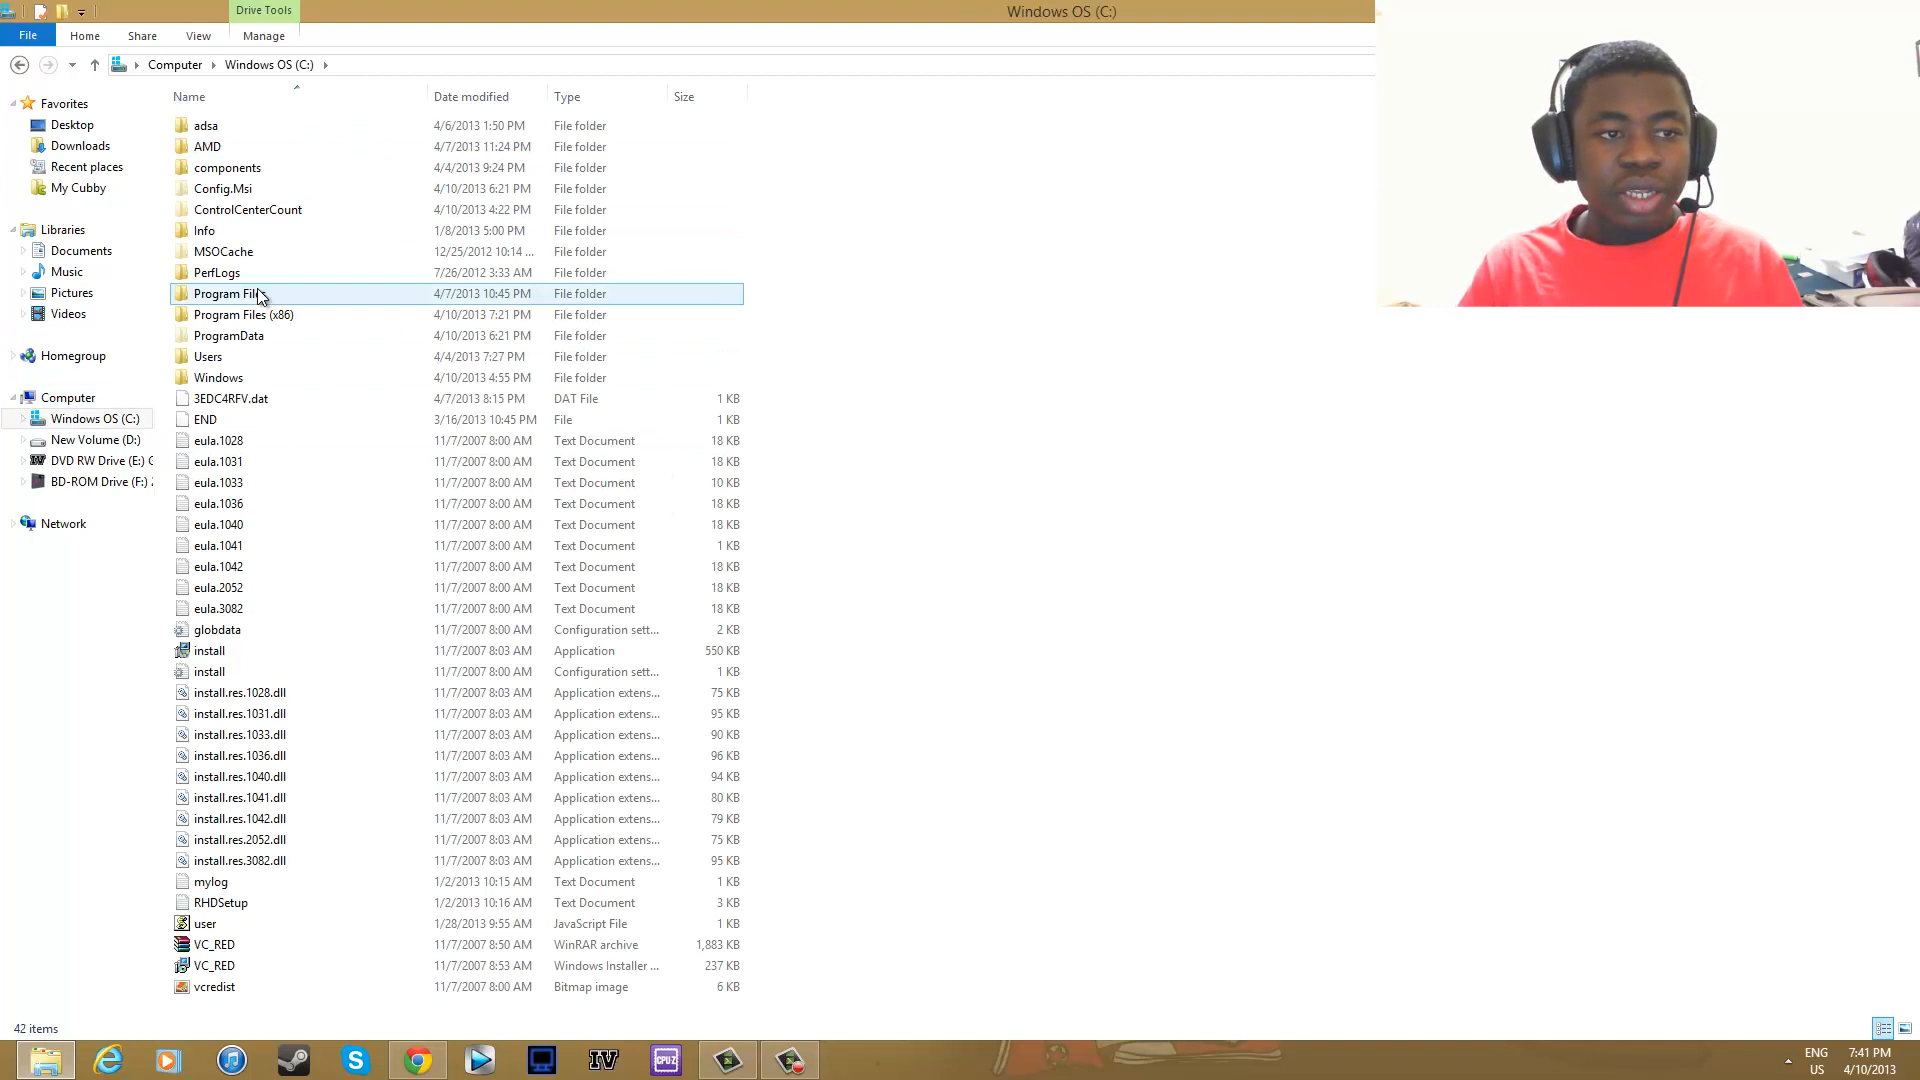 Drive Tools
Windows OS (C:)
File Home Share View Manage
Computer Windows OS (C:)
Name Date modified Type Size
Favorites
Desktop
Downloads
Recent places
My Cubby
Libraries
Documents
Music
Pictures
Videos
Homegroup
Computer
Windows OS (C:)
New Volume (D:)
DVD RW Drive (E:) G
BD-ROM Drive (F:)
Network
adsa 4/6/2013 1:50 PM File folder
AMD 4/7/2013 11:24 PM File folder
components 4/4/2013 9:24 PM File folder
Config.Msi 4/10/2013 6:21 PM File folder
ControlCenterCount 4/10/2013 4:22 PM File folder
Info 1/8/2013 5:00 PM File folder
MSOCache 12/25/2012 10:14 ... File folder
PerfLogs 7/26/2012 3:33 AM File folder
Program Files 4/7/2013 10:45 PM File folder
Program Files (x86) 4/10/2013 7:21 PM File folder
ProgramData 4/10/2013 6:21 PM File folder
Users 4/4/2013 7:27 PM File folder
Windows 4/10/2013 4:55 PM File folder
3EDC4RFV.dat 4/7/2013 8:15 PM DAT File 1 KB
END 3/16/2013 10:45 PM File 1 KB
eula.1028 11/7/2007 8:00 AM Text Document 18 KB
eula.1031 11/7/2007 8:00 AM Text Document 18 KB
eula.1033 11/7/2007 8:00 AM Text Document 10 KB
eula.1036 11/7/2007 8:00 AM Text Document 18 KB
eula.1040 11/7/2007 8:00 AM Text Document 18 KB
eula.1041 11/7/2007 8:00 AM Text Document 1 KB
eula.1042 11/7/2007 8:00 AM Text Document 18 KB
eula.2052 11/7/2007 8:00 AM Text Document 18 KB
eula.3082 11/7/2007 8:00 AM Text Document 18 KB
globdata 11/7/2007 8:00 AM Configuration sett... 2 KB
install 11/7/2007 8:03 AM Application 550 KB
install 11/7/2007 8:00 AM Configuration sett... 1 KB
install.res.1028.dll 11/7/2007 8:03 AM Application extens... 75 KB
install.res.1031.dll 11/7/2007 8:03 AM Application extens... 95 KB
install.res.1033.dll 11/7/2007 8:03 AM Application extens... 90 KB
install.res.1036.dll 11/7/2007 8:03 AM Application extens... 96 KB
install.res.1040.dll 11/7/2007 8:03 AM Application extens... 94 KB
install.res.1041.dll 11/7/2007 8:03 AM Application extens... 80 KB
install.res.1042.dll 11/7/2007 8:03 AM Application extens... 79 KB
install.res.2052.dll 11/7/2007 8:03 AM Application extens... 75 KB
install.res.3082.dll 11/7/2007 8:03 AM Application extens... 95 KB
mylog 1/2/2013 10:15 AM Text Document 1 KB
RHDSetup 1/2/2013 10:16 AM Text Document 3 KB
user 1/28/2013 9:55 AM JavaScript File 1 KB
VC_RED 11/7/2007 8:50 AM WinRAR archive 1,883 KB
VC_RED 11/7/2007 8:53 AM Windows Installer ... 237 KB
vcredist 11/7/2007 8:00 AM Bitmap image 6 KB
42 items
IV
CPUZ
ENG
US
7:41 PM
4/10/2013